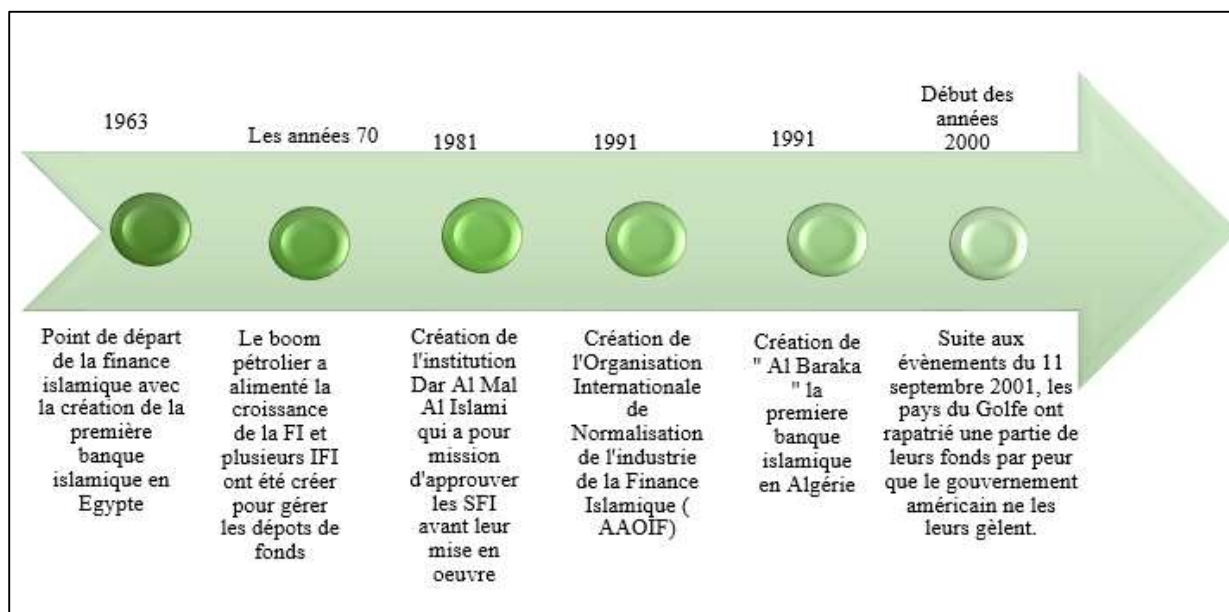 1963
Point de départ
de la finance
islamique avec
la création de la
première
banque
islamique en
Egypte
Les années 70
Le boom
pétrolier a
alimenté la
croissance
de la FI et
plusieurs IFI
ont été créer
pour gérer
les dépots de
fonds
1981
Création de
l'institution
Dar Al Mal
Al Islami
qui a pour
mission
d'approuver
les SFI
avant leur
mise en
oeuvre
1991
Création de
l'Organisation
Internationale
de
Normalisation
de l'industrie
de la Finance
Islamique (
AAOIF)
1991
Création de
" Al Baraka
" la
premiere
banque
islamique
en Algérie
Début des
années
2000
Suite aux
évènements du 11
septembre 2001, les
pays du Golfe ont
rapatrié une partie de
leurs fonds par peur
que le gouvernement
américain ne les
leurs gèlent.